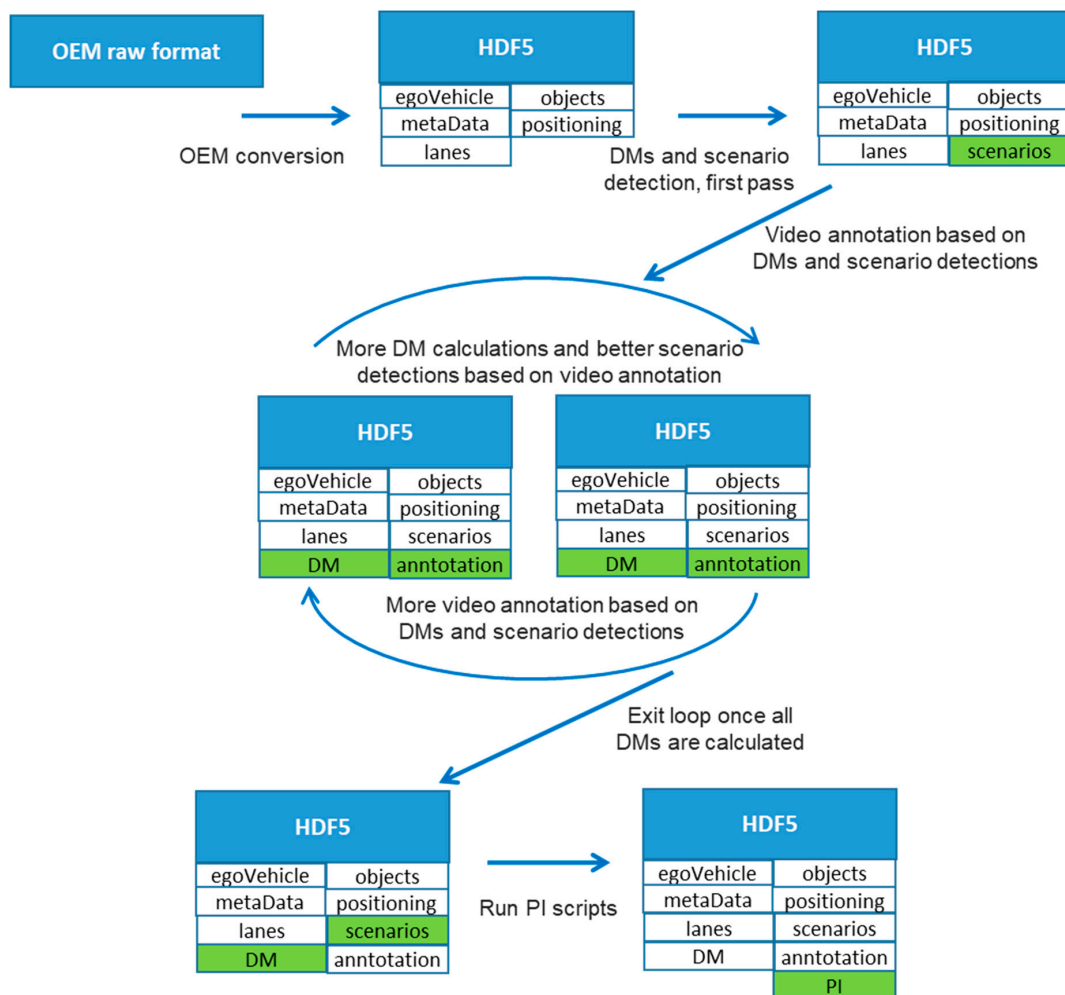 OEM raw format
HDF5
egoVehicle objects
metaData positioning
lanes
HDF5
egoVehicle objects
metaData positioning
lanes scenarios
OEM conversion
DMs and scenario
detection, first pass
Video annotation based on
DMs and scenario detections
More DM calculations and better scenario
detections based on video annotation
HDF5
egoVehicle objects
metaData positioning
lanes scenarios
DM anntotation
HDF5
egoVehicle objects
metaData positioning
lanes scenarios
DM anntotation
More video annotation based on
DMs and scenario detections
Exit loop once all
DMs are calculated
HDF5
egoVehicle objects
metaData positioning
lanes scenarios
DM anntotation
Run PI scripts
HDF5
egoVehicle objects
metaData positioning
lanes scenarios
DM anntotation
PI